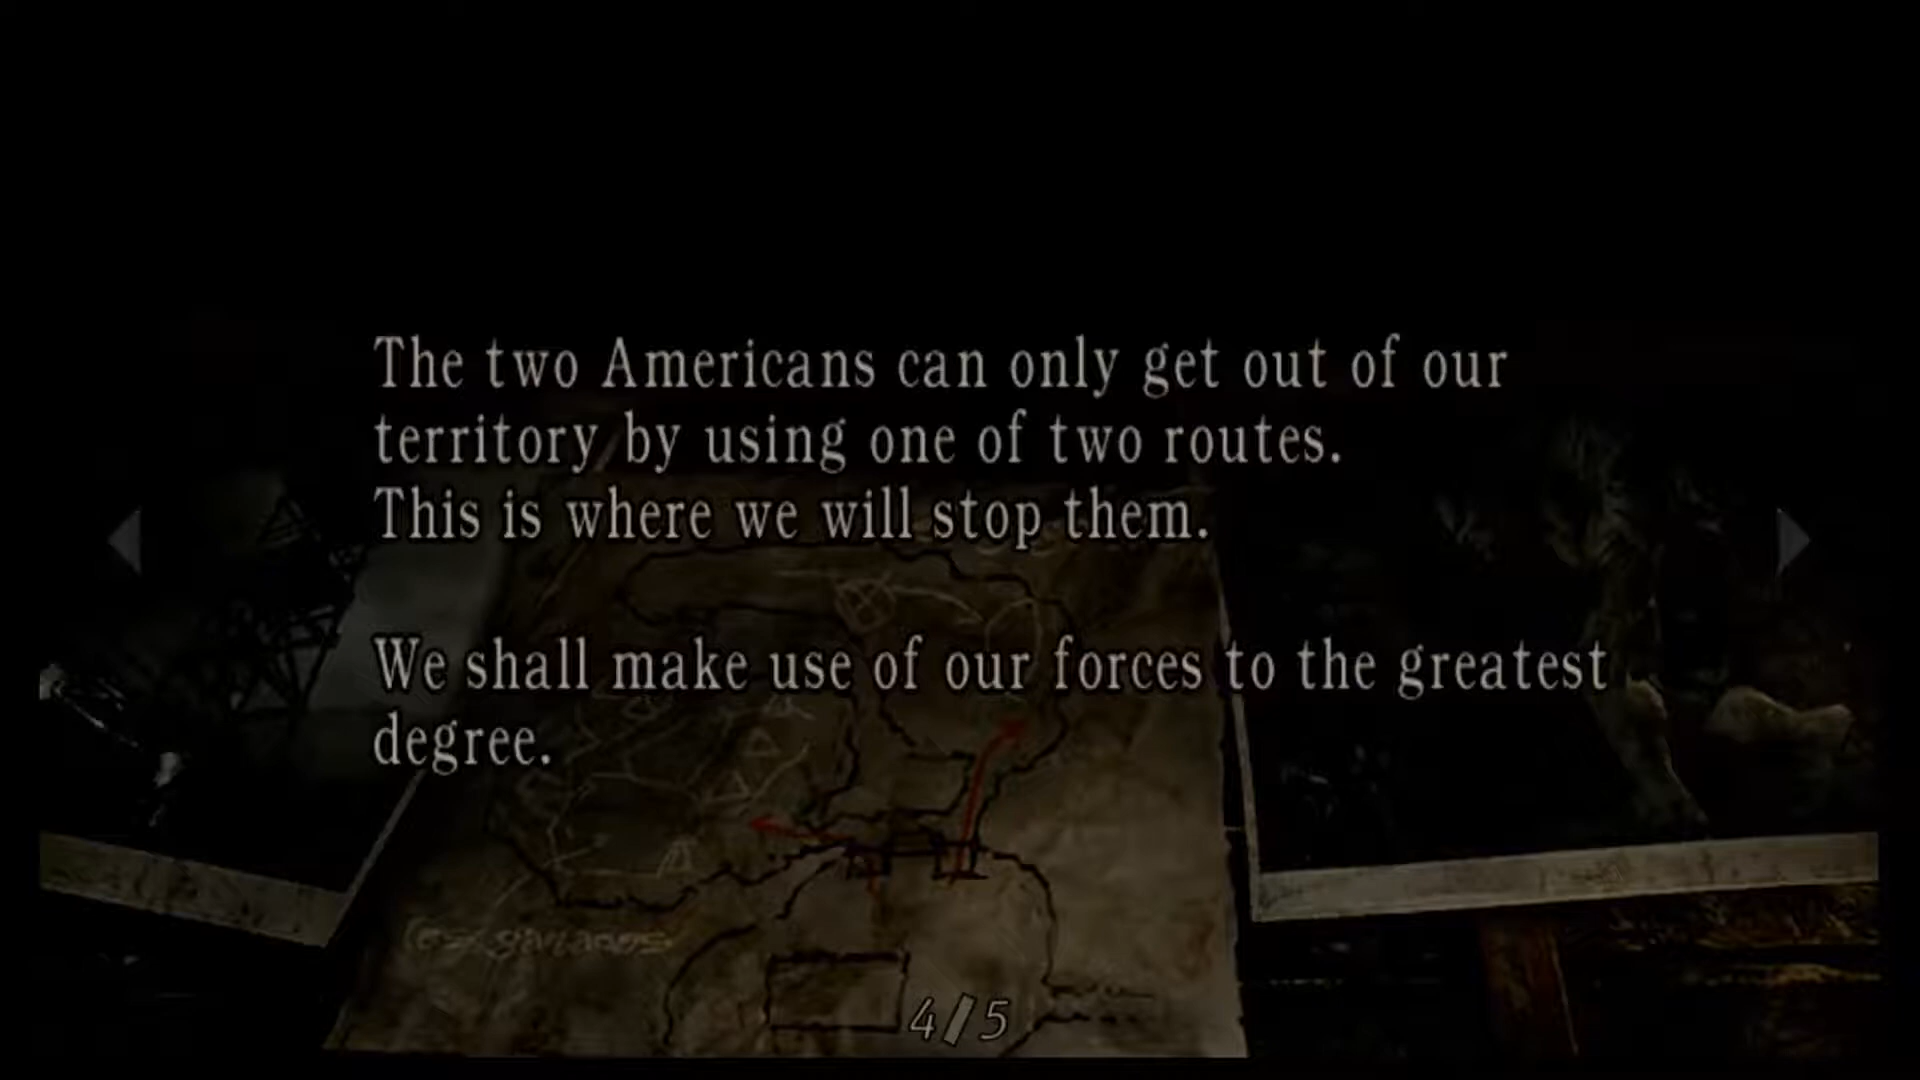 The two Americans can only get out of our
territory by using one of two routes.
This is where we will stop them.
We shall make use of our forces to the greatest
degree.
4/5